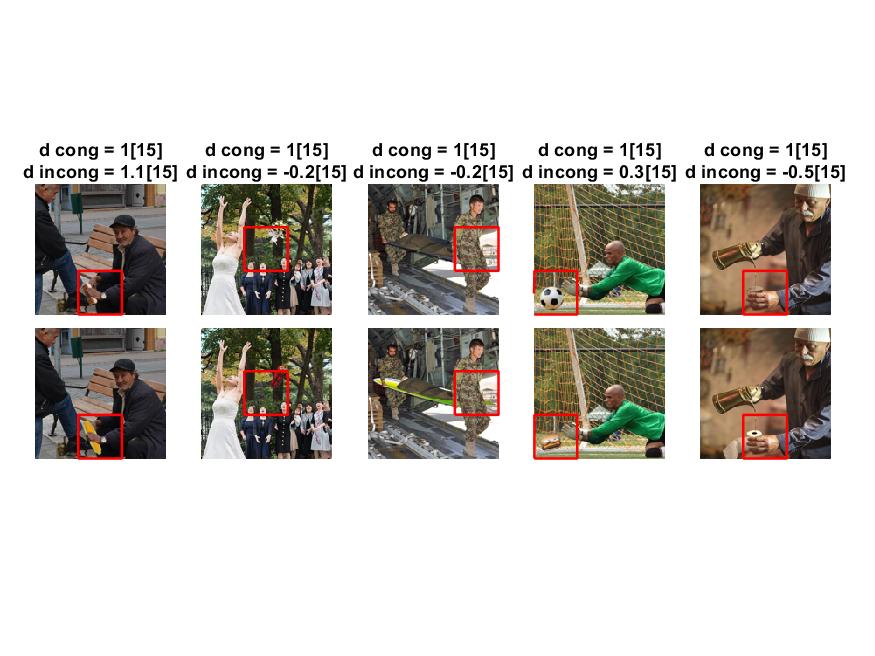 d cong = 1[15]
d incong = 1.1[15]
d cong = 1[15]
d incong = -0.2[15]
d cong = 1[15]
d incong = -0.2[15]
d cong = 1[15]
d incong = 0.3[15]
d cong = 1[15]
d incong = -0.5[15]